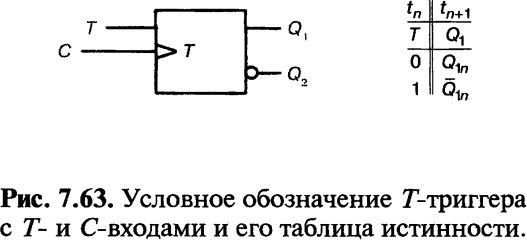 T
C
T
Q₁
Q₂
tₙ tₙ₊₁
T Q₁
0 Q₁ₙ
1 Q̄₁ₙ
Рис. 7.63. Условное обозначение T-триггера
с T- и C-входами и его таблица истинности.